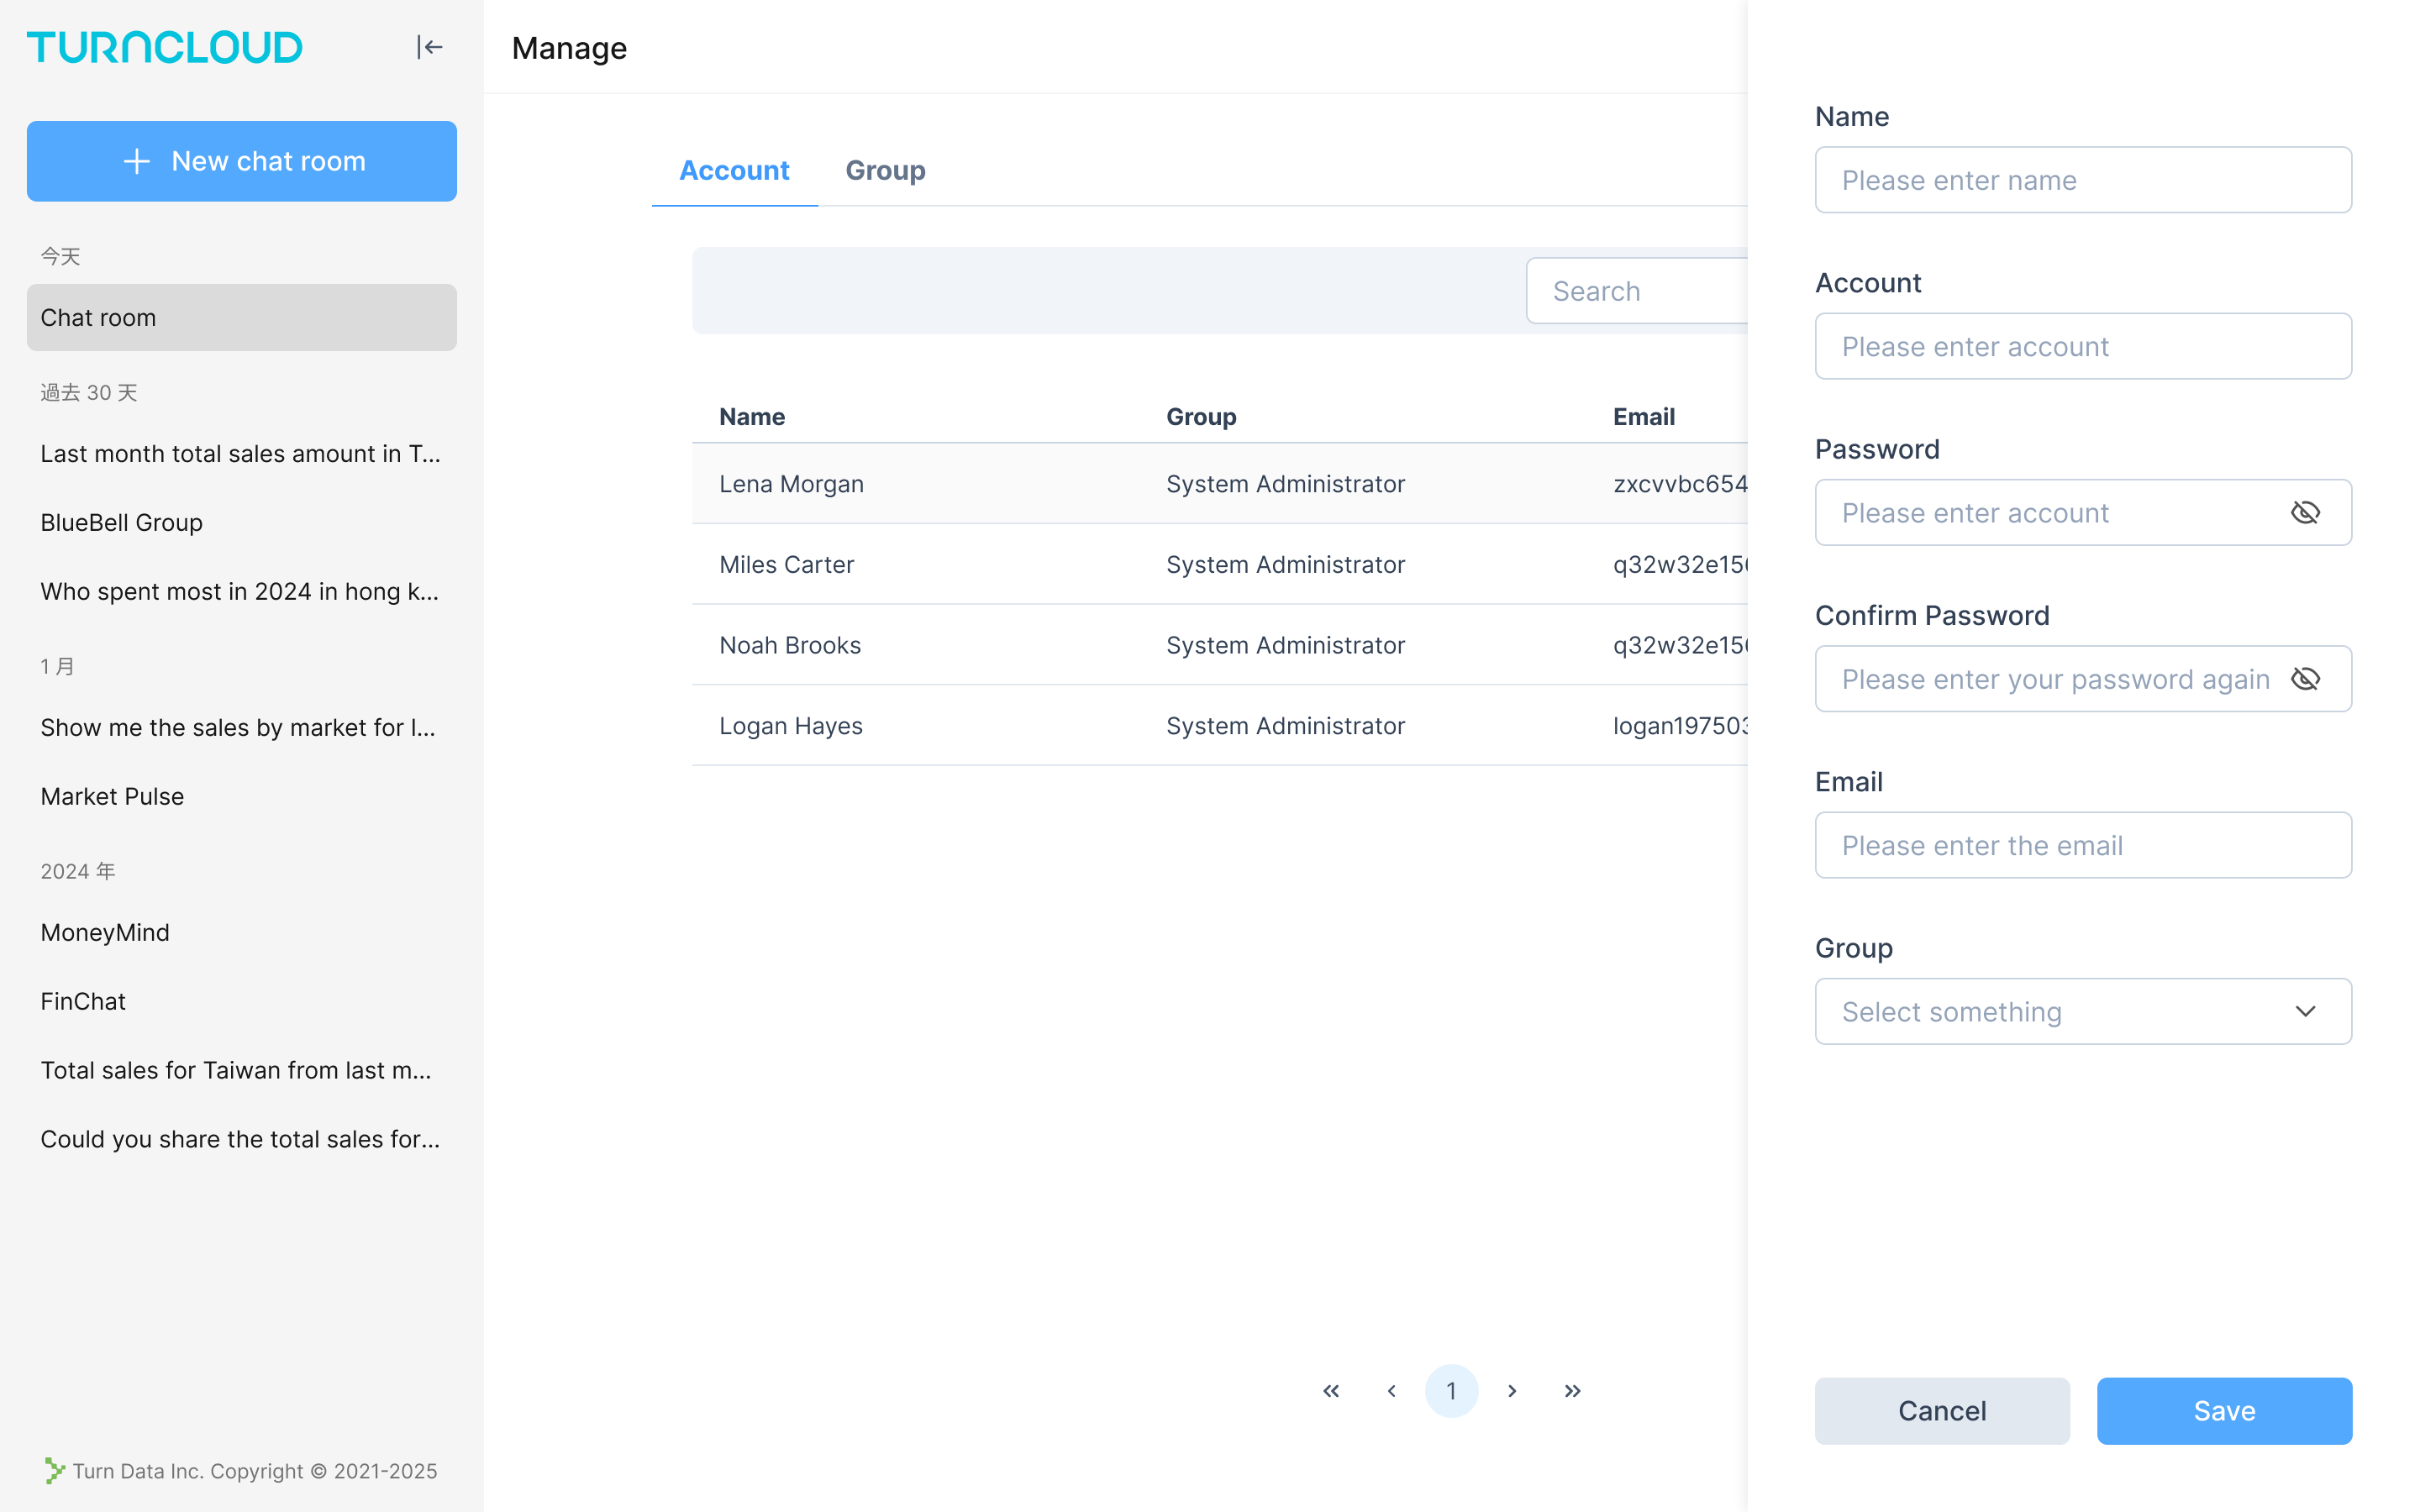 TURNCLOUD
New chat room
今天
Chat room
過去 30 天
Last month total sales amount in T...
BlueBell Group
Who spent most in 2024 in hong k...
1 月
Show me the sales by market for l...
Market Pulse
2024 年
MoneyMind
FinChat
Total sales for Taiwan from last m...
Could you share the total sales for...
Turn Data Inc. Copyright © 2021-2025
Manage
Account Group
Search
Name Group Email
Lena Morgan System Administrator zxcvvbc654
Miles Carter System Administrator q32w32e15
Noah Brooks System Administrator q32w32e15
Logan Hayes System Administrator logan197503
« ‹ 1 › »
Name
Please enter name
Account
Please enter account
Password
Please enter account
Confirm Password
Please enter your password again
Email
Please enter the email
Group
Select something
Cancel Save